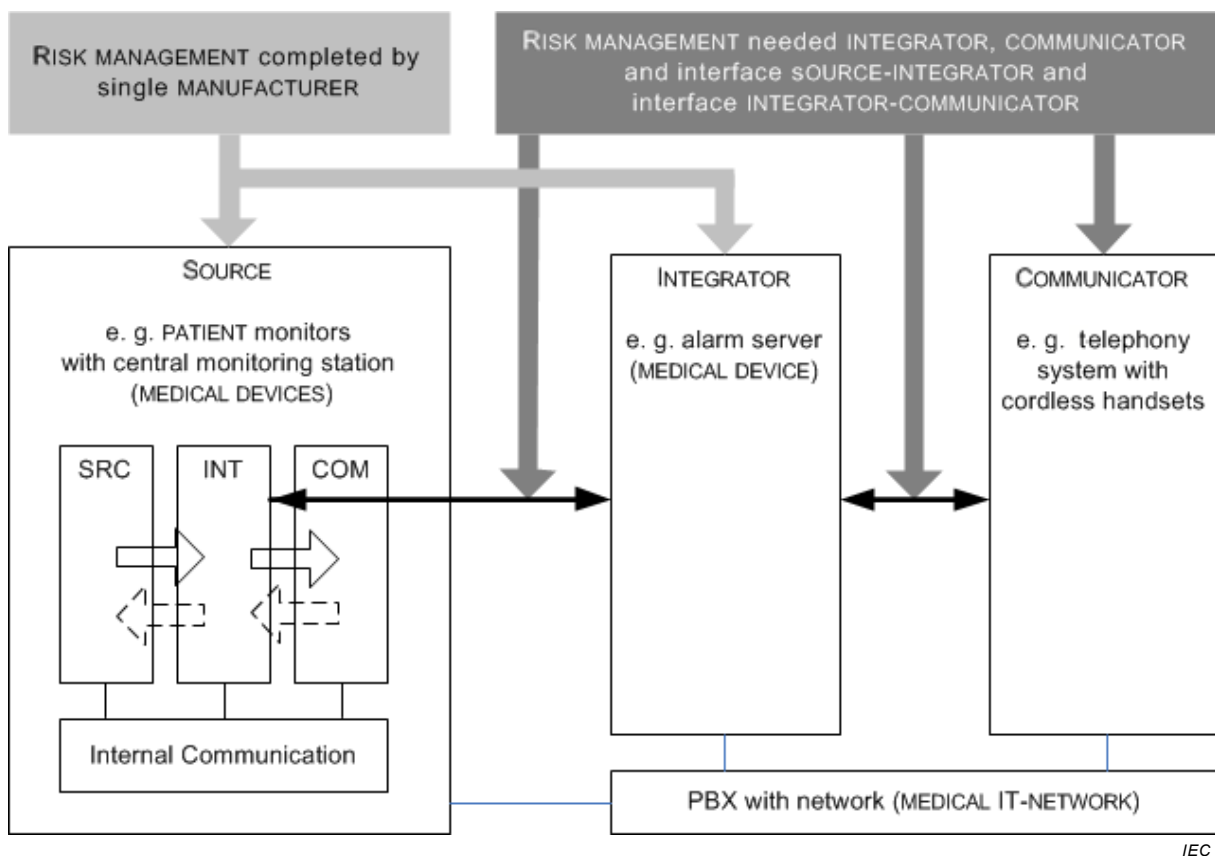 RISK MANAGEMENT completed by
single MANUFACTURER
RISK MANAGEMENT needed INTEGRATOR, COMMUNICATOR
and interface sOURCE-INTEGRATOR and
interface INTEGRATOR-COMMUNICATOR
SOURCE
e. g. PATIENT monitors
with central monitoring station
(MEDICAL DEVICES)
SRC
INT
COM
Internal Communication
INTEGRATOR
e. g. alarm server
(MEDICAL DEVICE)
COMMUNICATOR
e. g. telephony
system with
cordless handsets
PBX with network (MEDICAL IT-NETWORK)
IEC